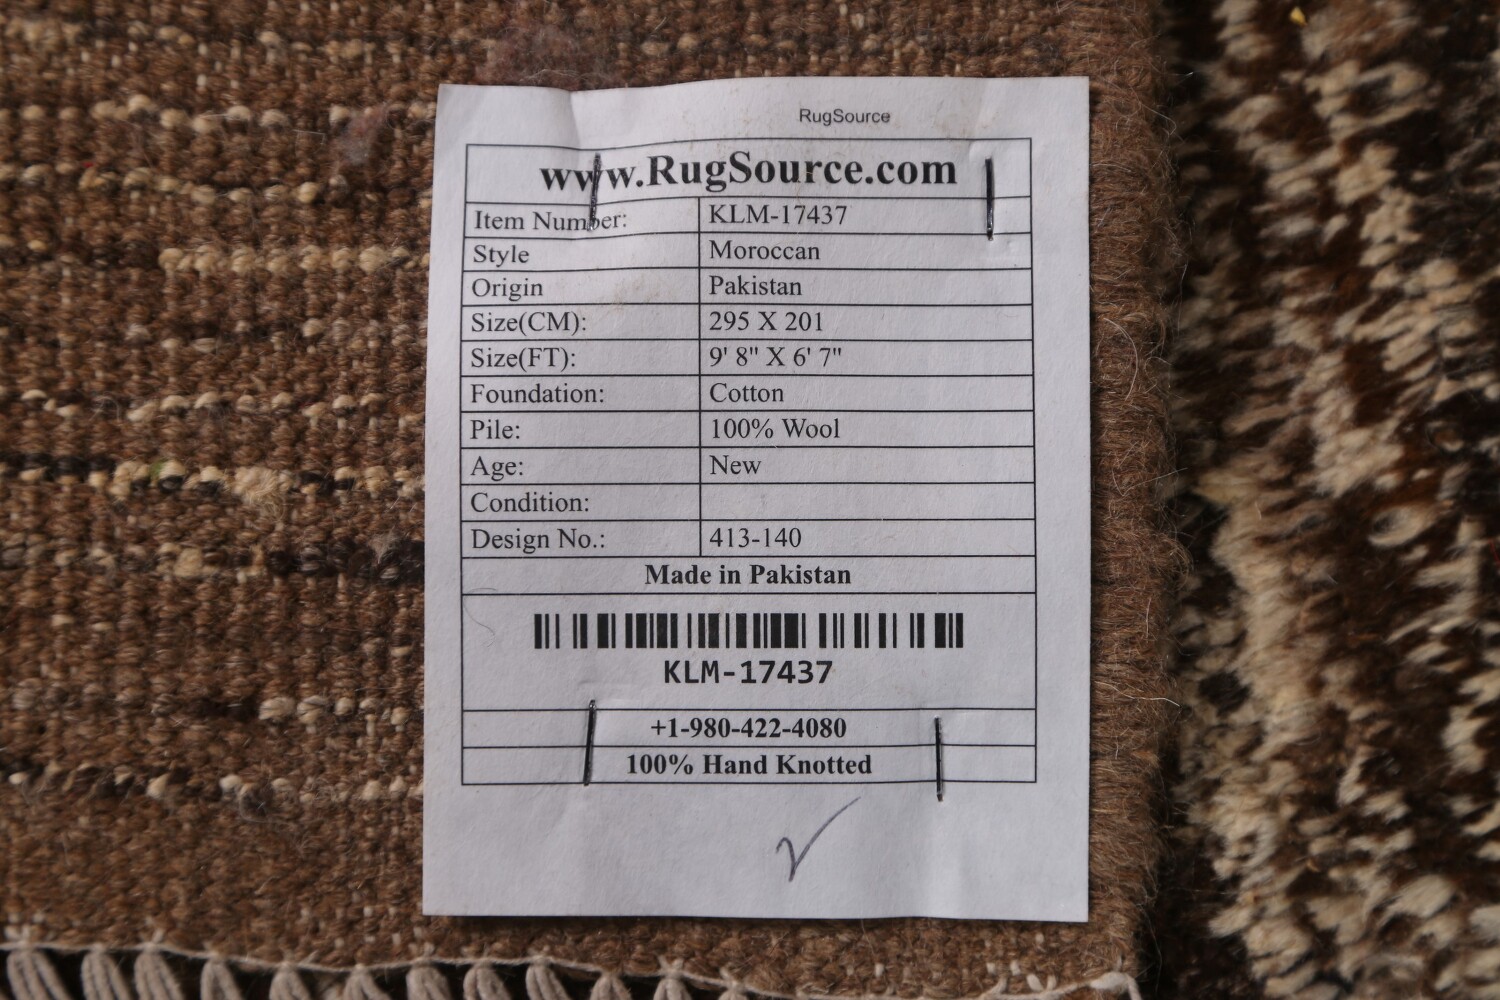 RugSource
www.RugSource.com
Item Number: KLM-17437
Style Moroccan
Origin Pakistan
Size(CM): 295 X 201
Size(FT): 9' 8" X 6' 7"
Foundation: Cotton
Pile: 100% Wool
Age: New
Condition:
Design No.: 413-140
Made in Pakistan
KLM-17437
+1-980-422-4080
100% Hand Knotted